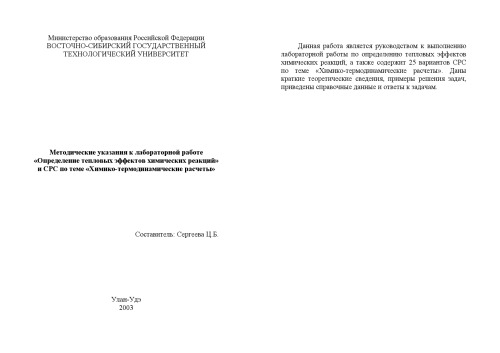 Министерство образования Российской Федерации
ВОСТОЧНО-СИБИРСКИЙ ГОСУДАРСТВЕННЫЙ
ТЕХНОЛОГИЧЕСКИЙ УНИВЕРСИТЕТ
Методические указания к лабораторной работе
«Определение тепловых эффектов химических реакций»
и СРС по теме «Химико-термодинамические расчеты»
Составитель: Сергеева Ц.Б.
Улан-Удэ
2003
Данная работа является руководством к выполнению
лабораторной работы по определению тепловых эффектов
химических реакций, а также содержит 25 вариантов СРС
по теме «Химико-термодинамические расчеты». Даны
краткие теоретические сведения, примеры решения задач,
приведены справочные данные и ответы к задачам.